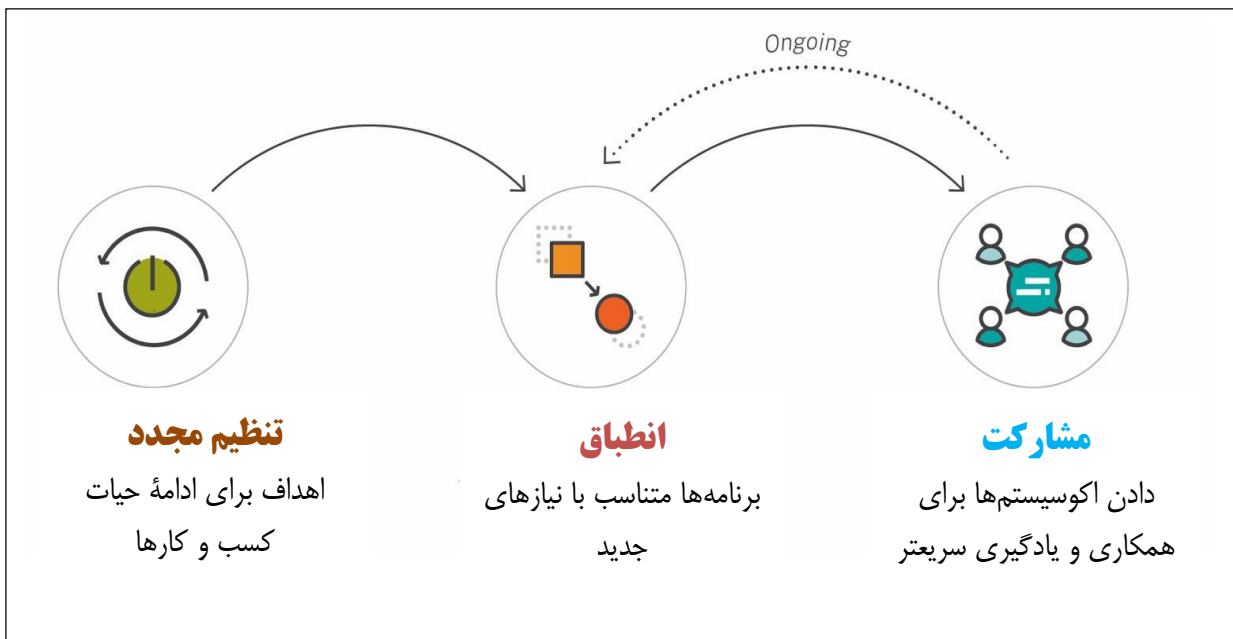 Ongoing
تنظیم مجدد
اهداف برای ادامهٔ حیات
کسب و کارها
انطباق
برنامه‌ها متناسب با نیازهای
جدید
مشارکت
دادن اکوسیستم‌ها برای
همکاری و یادگیری سریعتر